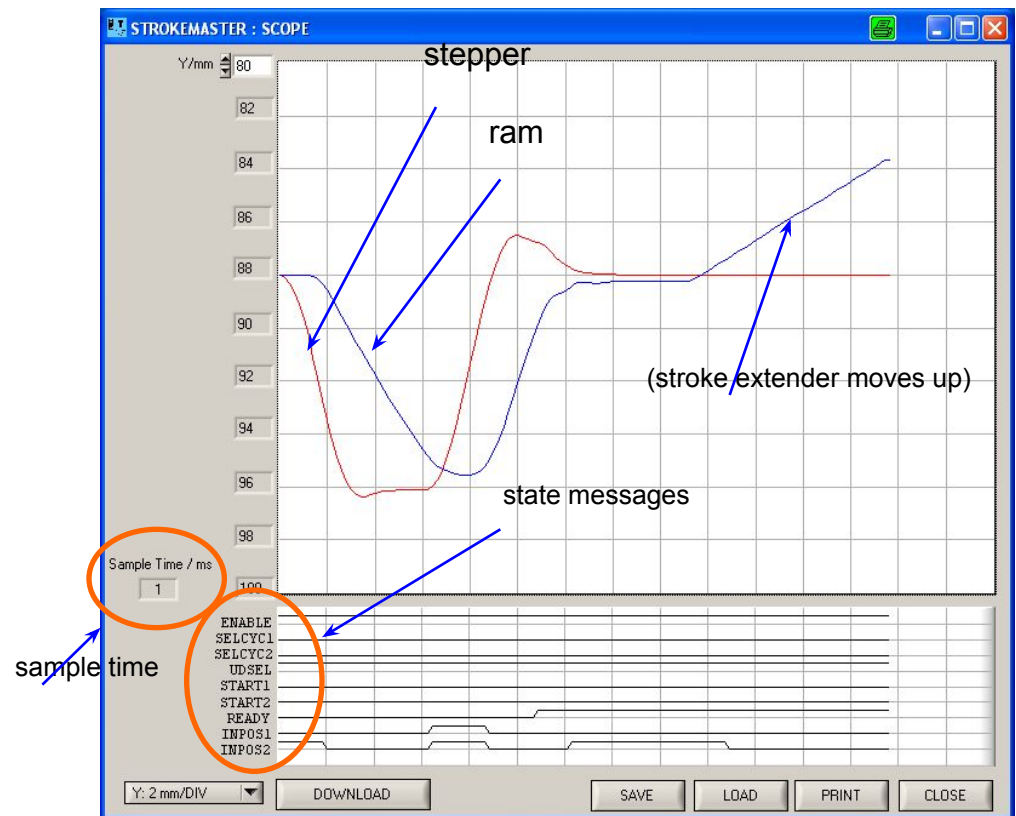 STROKEMASTER : SCOPE
Y/mm 80
stepper
82
ram
84
86
88
90
92
(stroke extender moves up)
94
96
state messages
98
Sample Time / ms
1
100
ENABLE
SELCYC1
SELCYC2
UDSEL
sample time
START1
START2
READY
INPOS1
INPOS2
Y: 2 mm/DIV
DOWNLOAD
SAVE
LOAD
PRINT
CLOSE